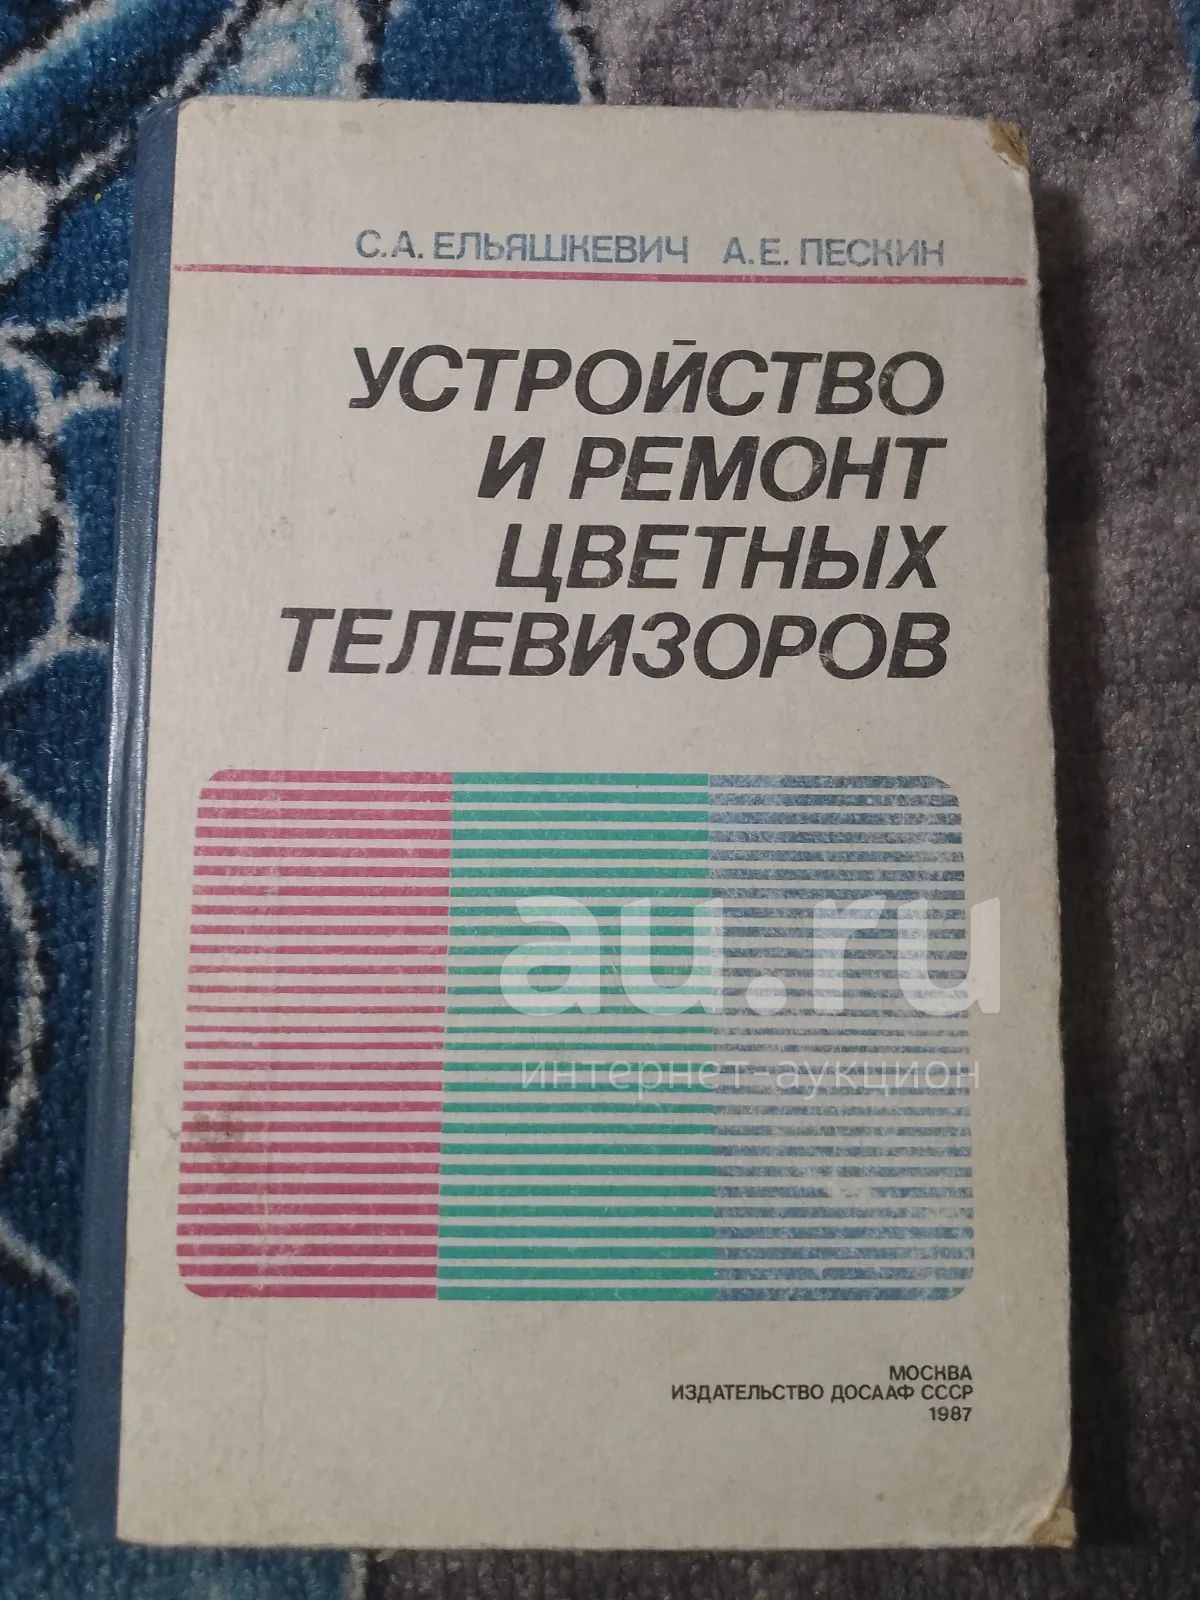 С.А. ЕЛЬЯШКЕВИЧ А.Е. ПЕСКИН
УСТРОЙСТВО
И РЕМОНТ
ЦВЕТНЫХ
ТЕЛЕВИЗОРОВ
au.ru
интернет-аукцион
МОСКВА
ИЗДАТЕЛЬСТВО ДОСААФ СССР
1987